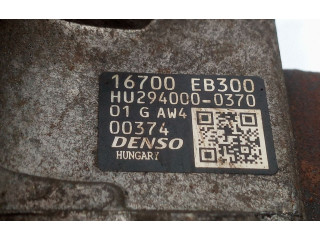 16700 EB300
HU294000-0370
01 G AW4
00374
DENSO
HUNGARY